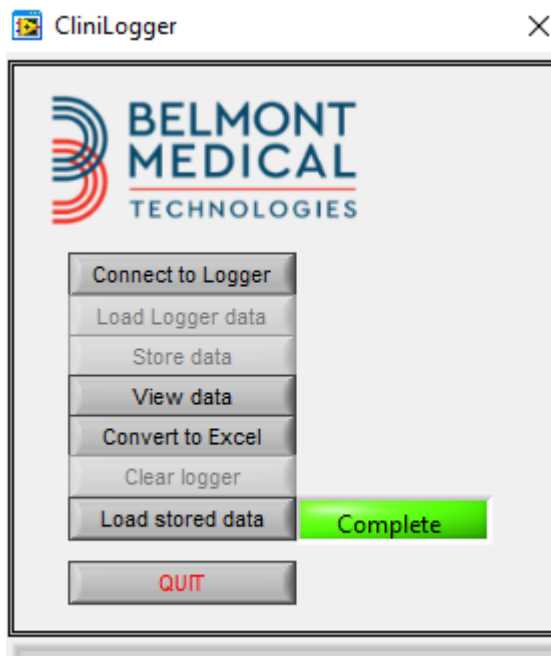 CliniLogger
BELMONT
MEDICAL
TECHNOLOGIES
Connect to Logger
Load Logger data
Store data
View data
Convert to Excel
Clear logger
Load stored data
Complete
QUIT